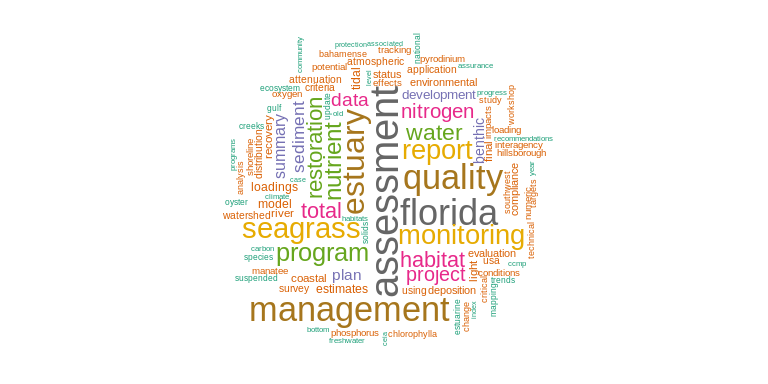 protection
associated
national
community
bahamense
tracking
atmospheric
pyrodinium
potential
tidal
status
application
assurance
attenuation
level
effects
environmental
ecosystem
criteria
oxygen
data
development
progress
gulf
update
old
nitrogen
study
workshop
creeks
recovery
summary
sediment
restoration
nutrient
estuary
assessment
water
benthic
final
impacts
loading
recommendations
interagency
hillsborough
report
programs
analysis
shoreline
distribution
case
climate
quality
southwest
compliance
targets
year
numeric
oyster
loadings
model
total
florida
watershed
river
habitats
seagrass
solids
monitoring
technical
carbon
species
program
habitat
evaluation
usa
ccmp
manatee
suspended
coastal
plan
project
light
conditions
trends
survey
estimates
using
deposition
critical
mapping
management
index
change
estuarine
bottom
phosphorus
freshwater
chlorophylla